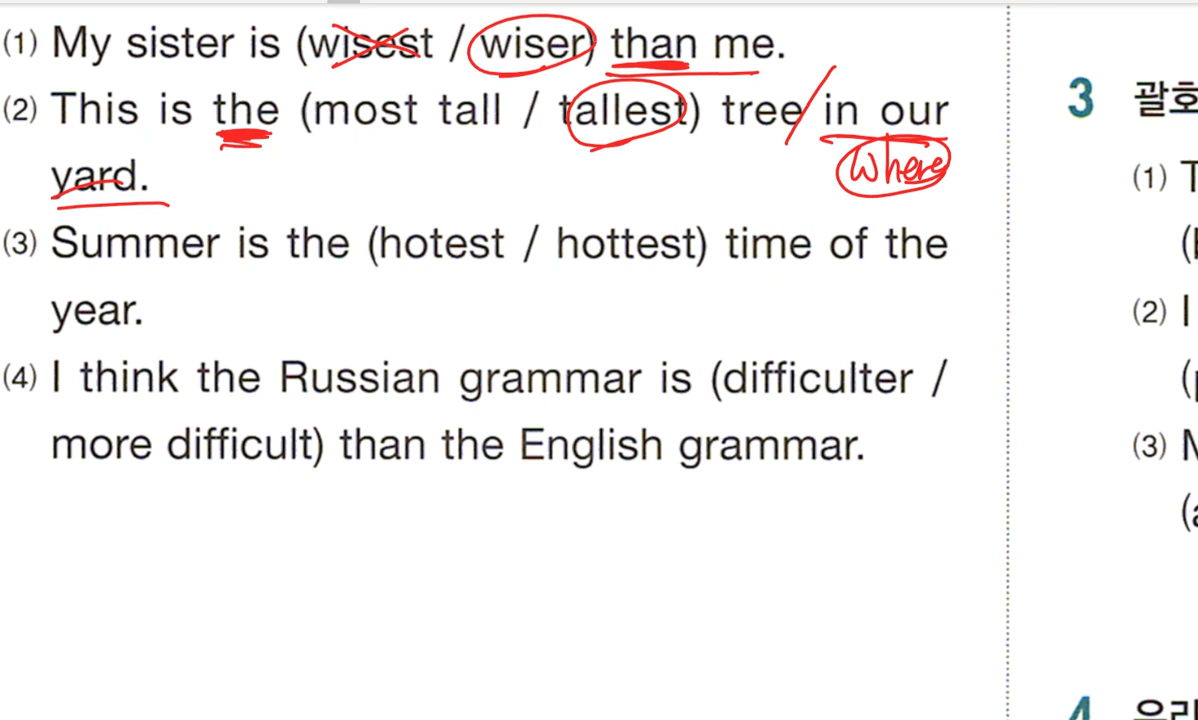 (1) My sister is (wisest / wiser) than me.
(2) This is the (most tall / tallest) tree / in our
where
yard.
(3) Summer is the (hotest / hottest) time of the
year.
(4) I think the Russian grammar is (difficulter /
more difficult) than the English grammar.
3
(1) T
(2) I
(3)
4 우리